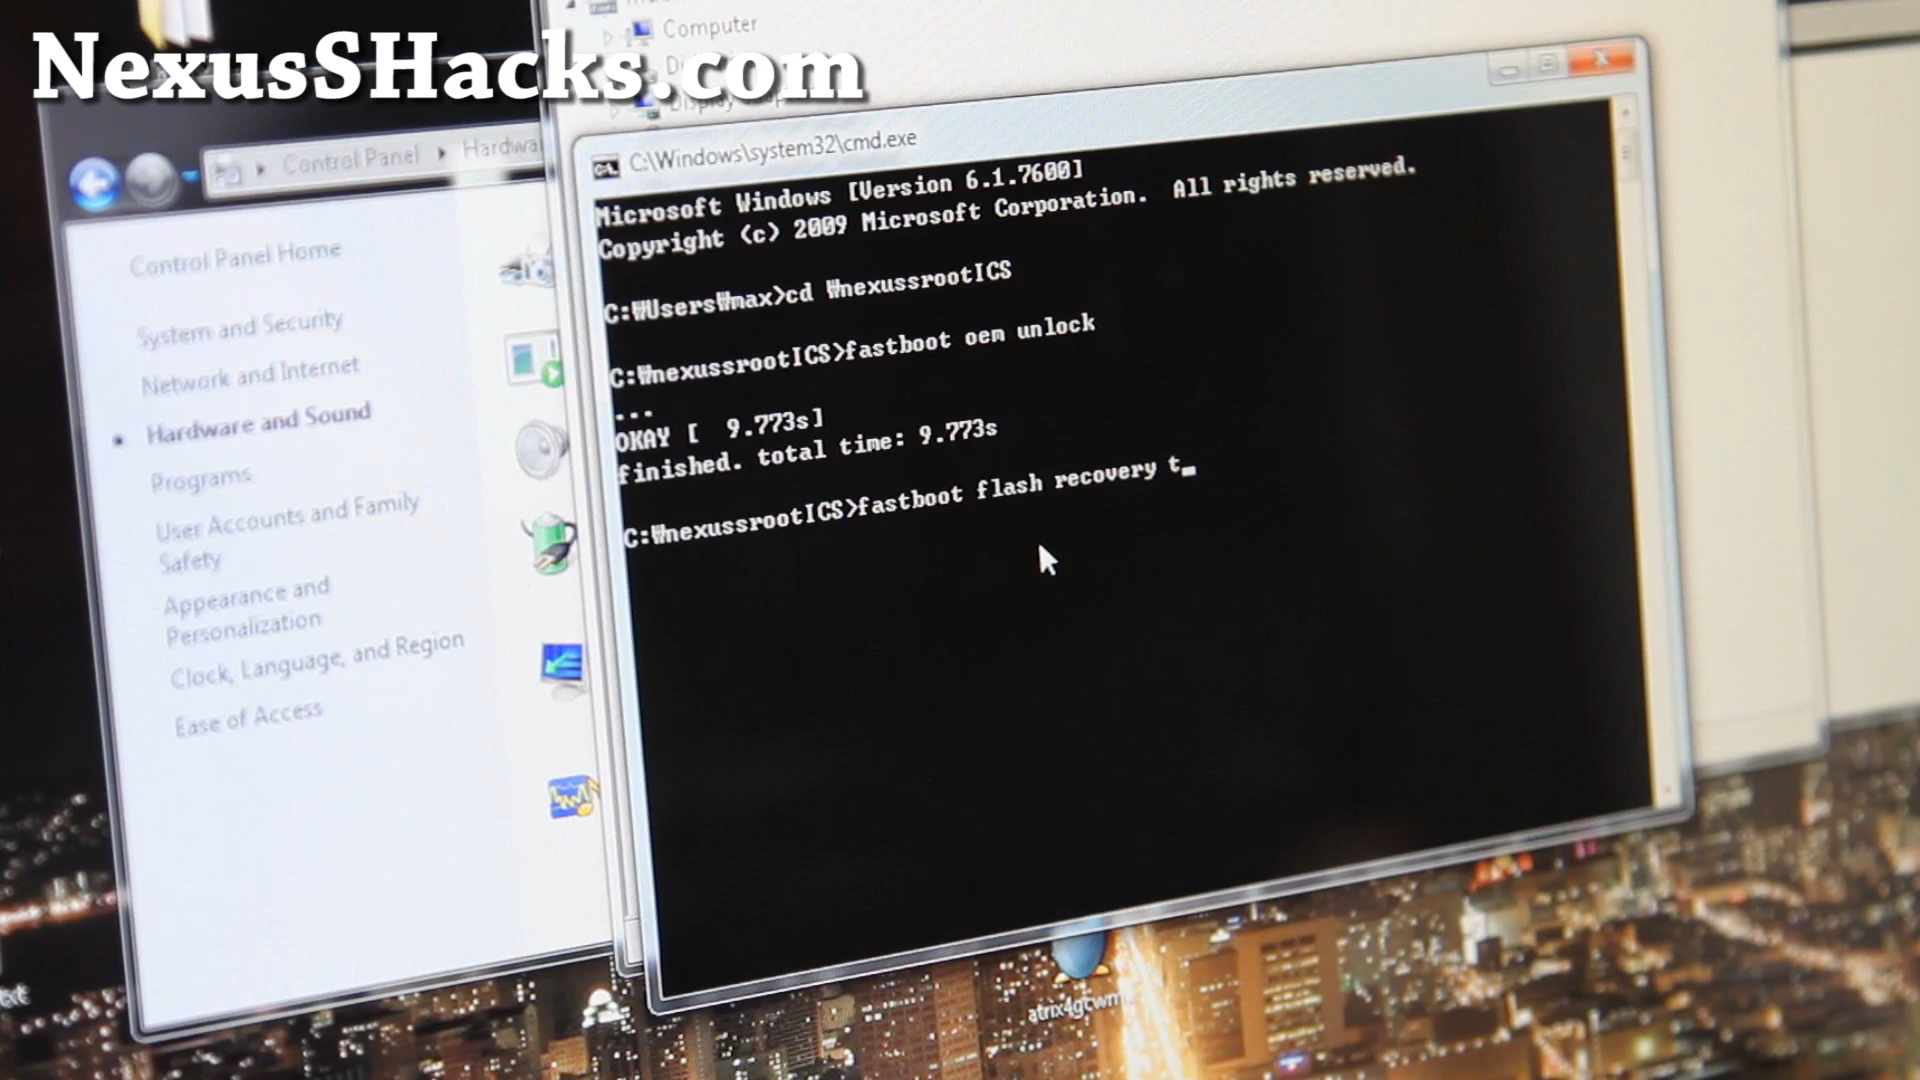 NexusSHacks.com
Computer
Control Panel
Control Panel Home
System and Security
Network and Internet
Hardware and Sound
Programs
User Accounts and Family
Safety
Appearance and
Personalization
Clock, Language, and Region
Ease of Access
C:\Windows\system32\cmd.exe
Microsoft Windows [Version 6.1.7600]
Copyright (c) 2009 Microsoft Corporation. All rights reserved.
C:₩Users₩max>cd ₩nexussrootICS
C:₩nexussrootICS>fastboot oem unlock
...
OKAY [ 9.773s]
finished. total time: 9.773s
C:₩nexussrootICS>fastboot flash recovery t_